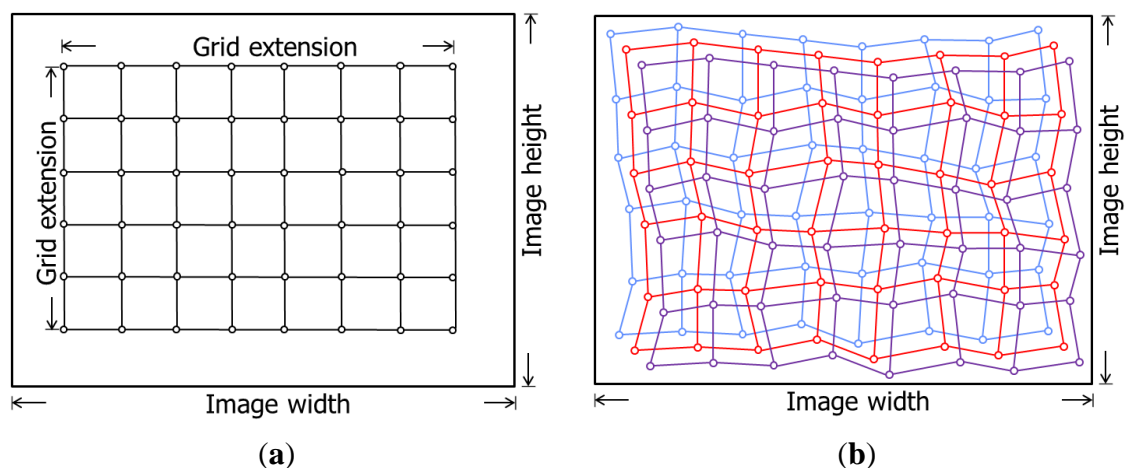 Grid extension
Grid extension
Image height
Image width
(a)
Image height
Image width
(b)